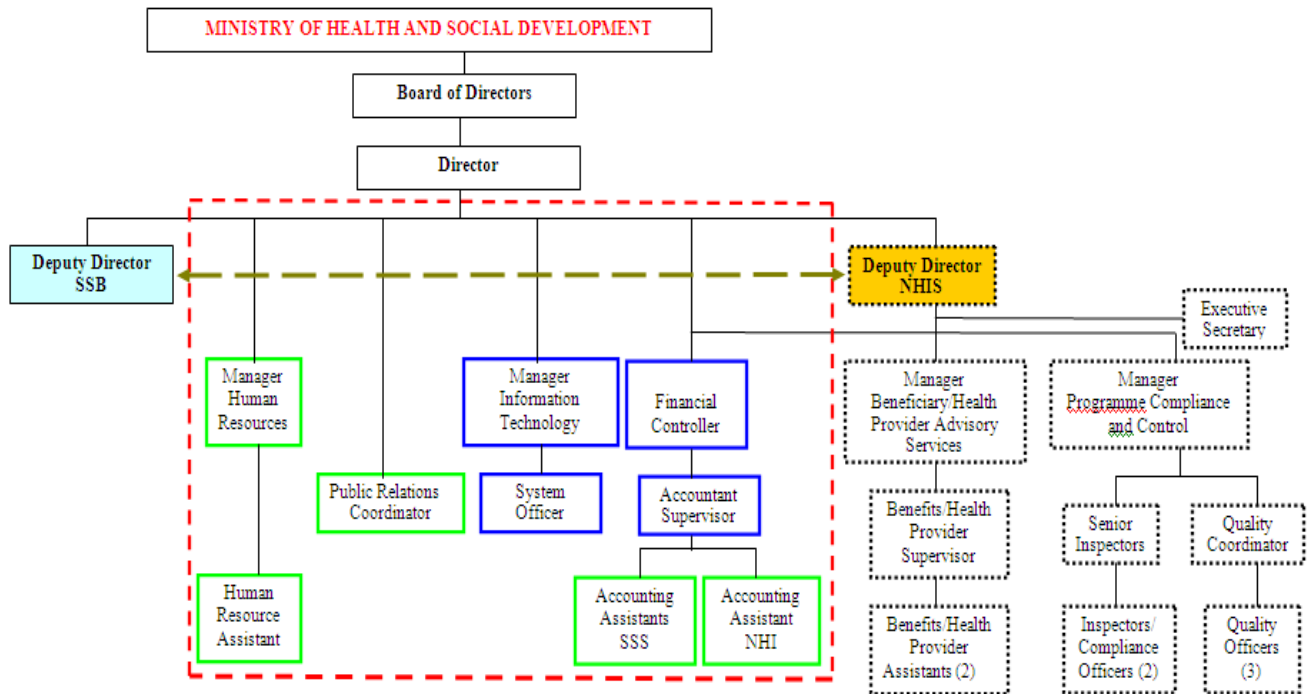 MINISTRY OF HEALTH AND SOCIAL DEVELOPMENT
Board of Directors
Director
Deputy Director
SSB
Deputy Director
NHIS
Executive
Secretary
Manager
Human
Resources
Manager
Information
Technology
Financial
Controller
Manager
Beneficiary/Health
Provider Advisory
Services
Manager
Programme Compliance
and Control
Public Relations
Coordinator
System
Officer
Accountant
Supervisor
Benefits/Health
Provider
Supervisor
Senior
Inspectors
Quality
Coordinator
Human
Resource
Assistant
Accounting
Assistants
SSS
Accounting
Assistant
NHI
Benefits/Health
Provider
Assistants (2)
Inspectors/
Compliance
Officers (2)
Quality
Officers
(3)